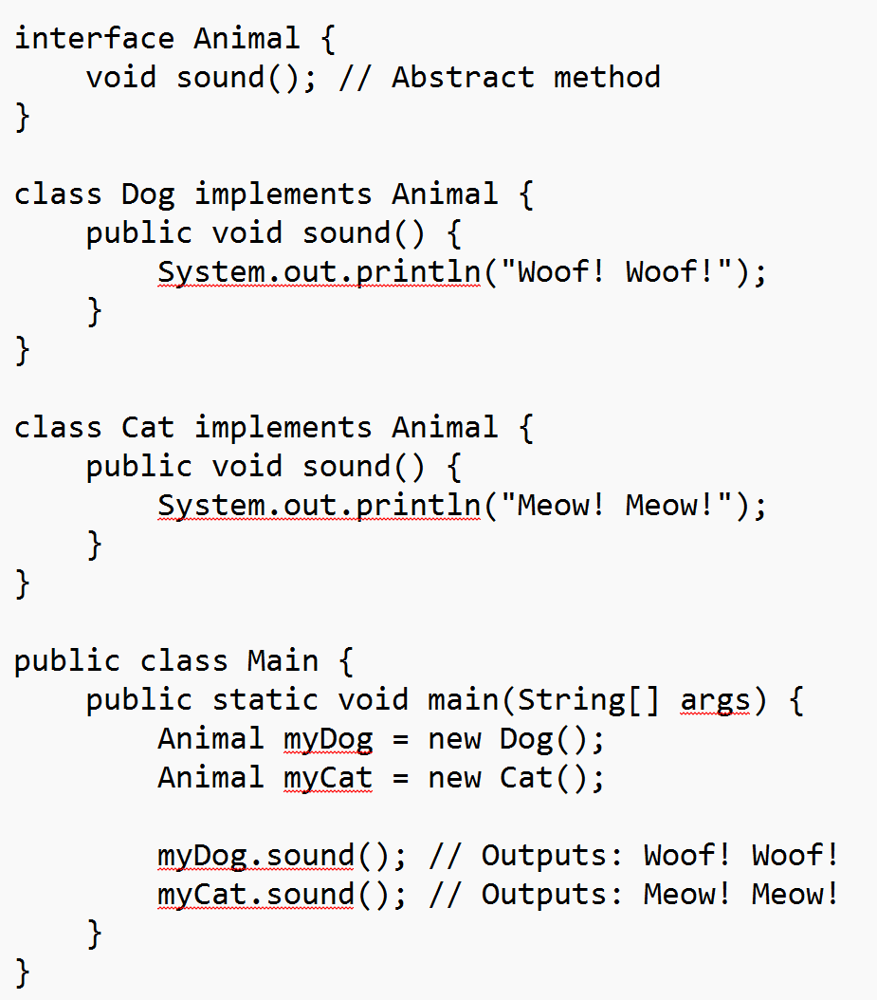 interface Animal {
    void sound(); // Abstract method
}

class Dog implements Animal {
    public void sound() {
        System.out.println("Woof! Woof!");
    }
}

class Cat implements Animal {
    public void sound() {
        System.out.println("Meow! Meow!");
    }
}

public class Main {
    public static void main(String[] args) {
        Animal myDog = new Dog();
        Animal myCat = new Cat();

        myDog.sound(); // Outputs: Woof! Woof!
        myCat.sound(); // Outputs: Meow! Meow!
    }
}